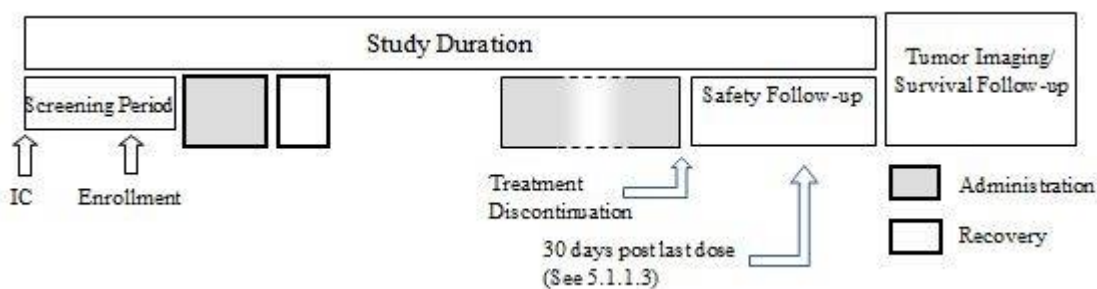 Study Duration
Tumor Imaging/
Survival Follow-up
Screening Period
Safety Follow-up
IC
Enrollment
Treatment
Discontinuation
30 days post last dose
(See 5.1.1.3)
Administration
Recovery